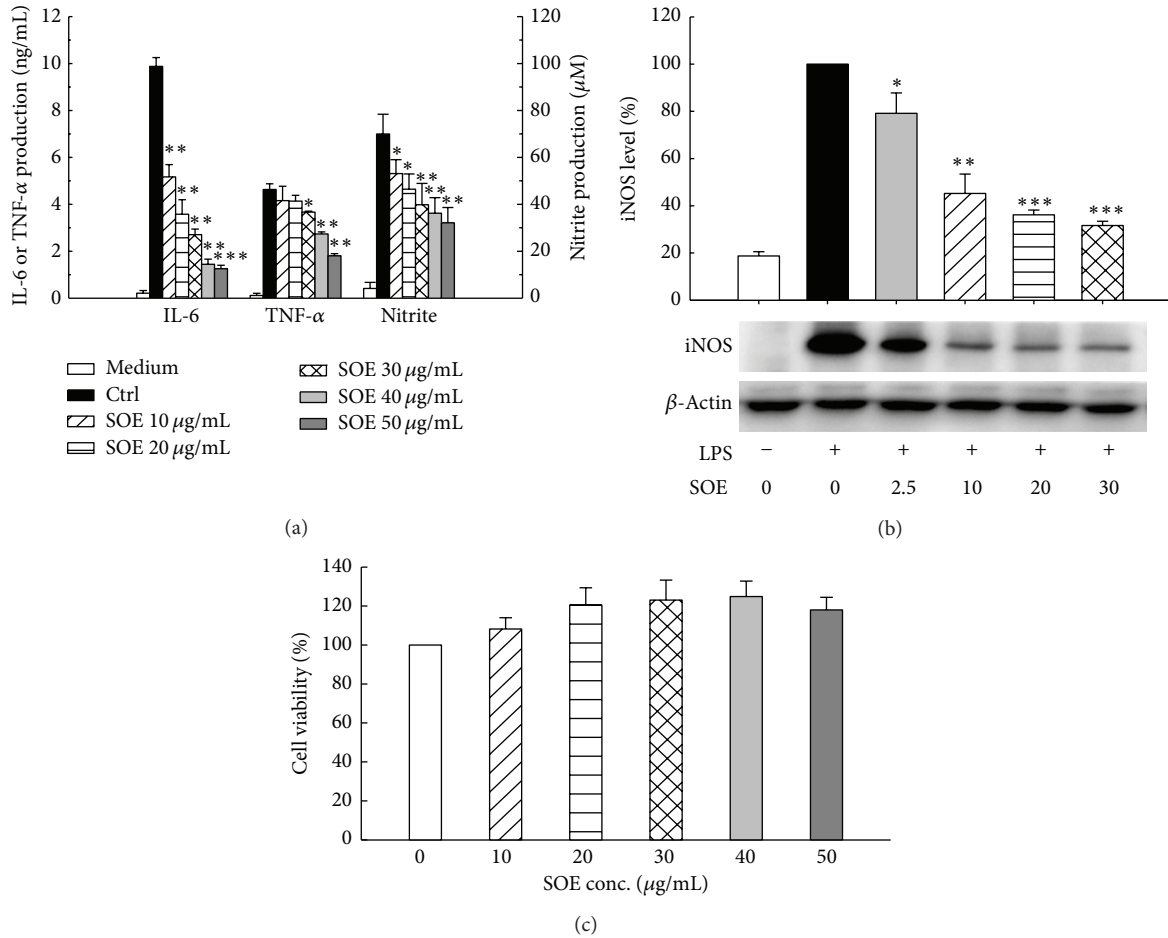 IL-6 or TNF-α production (ng/mL)
12
10
8
6
4
2
0
120
100
80
60
40
20
0
Nitrite production (μM)
** ** ** ** ***
* ** **
* * ** ** **
IL-6 TNF-α Nitrite
Medium
Ctrl
SOE 10 μg/mL
SOE 20 μg/mL
SOE 30 μg/mL
SOE 40 μg/mL
SOE 50 μg/mL
(a)
iNOS level (%)
120
100
80
60
40
20
0
* ** *** ***
iNOS
β-Actin
LPS − + + + + +
SOE 0 0 2.5 10 20 30
(b)
Cell viability (%)
140
120
100
80
60
40
20
0
0 10 20 30 40 50
SOE conc. (μg/mL)
(c)